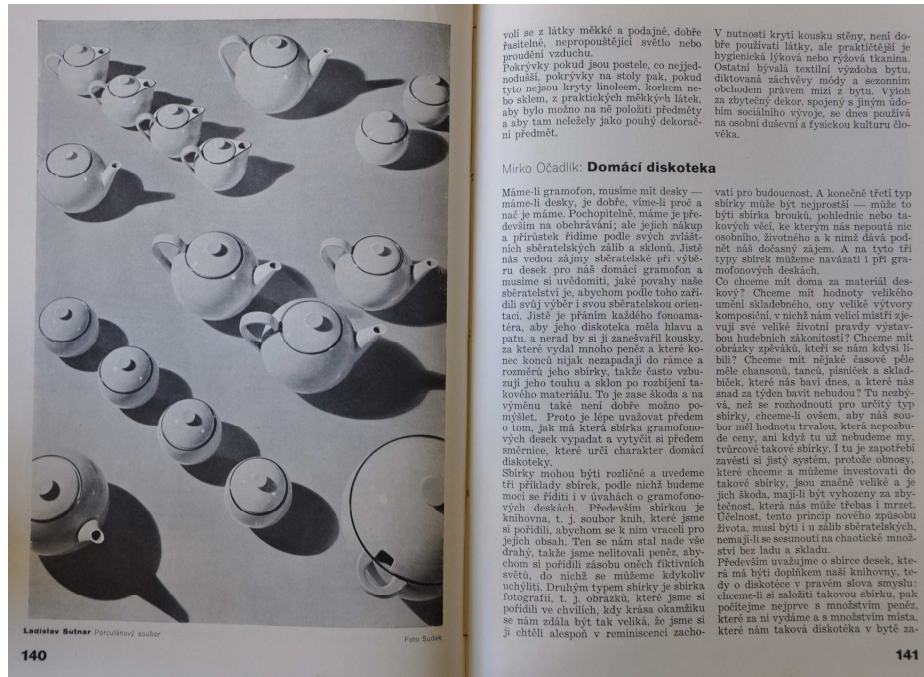 Ladislav Sutnar Porculánový soubor
Foto Sudek
140
volí se z látky měkké a podajné, dobře
řasitelné, nepropouštějící světlo nebo
proudění vzduchu.
Pokrývky pokud jsou postele, co nejjed-
nodušší, pokrývky na stoly pak, pokud
tyto nejsou kryty linoleem, korkem ne-
bo sklem, z praktických měkkých látek,
aby bylo možno na ně položiti předměty
a aby tam neležely jako pouhý dekorač-
ní předmět.
V nutnosti krytí kousku stěny, není do-
bře používati látky, ale praktičtější je
hygienická lýková nebo rýžová tkanina.
Ostatní bývalá textilní výzdoba bytu,
diktovaná záchvěvy módy a sezonním
obchodem právem mizí z bytu. Výloh
za zbytečný dekor, spojený s jiným údo-
bím sociálního vývoje, se dnes používá
na osobní duševní a fysickou kulturu člo-
věka.
Mirko Očadlík: Domácí diskoteka
Máme-li gramofon, musíme mít desky —
máme-li desky, je dobře, víme-li proč a
nač je máme. Pochopitelně, máme je pře-
devším na obehrávání; ale jejich nákup
a přírůstek řídíme podle svých zvlášt-
ních sběratelských zálib a sklonů. Jistě
nás vedou zájmy sběratelské při výbě-
ru desek pro náš domácí gramofon a
musíme si uvědomiti, jaké povahy naše
sběratelství je, abychom podle toho zaří-
dili svůj výběr i svou sběratelskou orien-
taci. Jistě je přáním každého fonoama-
téra, aby jeho diskoteka měla hlavu a
patu, a nerad by si ji zanešvařil kousky,
za které vydal mnoho peněz a které ko-
nec konců nijak nezapadají do rámce a
rozměrů jeho sbírky, takže často vzbu-
zují jeho touhu a sklon po rozbíjení ta-
kového materiálu. To je zase škoda a na
výměnu také není dobře možno po-
mýšlet. Proto je lépe uvažovat předem
o tom, jak má která sbírka gramofono-
vých desek vypadat a vytyčit si předem
směrnice, které určí charakter domácí
diskoteky.
Sbírky mohou býti rozličné a uvedeme
tři příklady sbírek, podle nichž budeme
moci se říditi i v úvahách o gramofono-
vých deskách. Především sbírkou je
knihovna, t. j. soubor knih, které jsme
si pořídili, abychom se k nim vraceli pro
jejich obsah. Ten se nám stal nade vše
drahý, takže jsme nelitovali peněz, aby-
chom si pořídili zásobu oněch fiktivních
světů, do nichž se můžeme kdykoliv
uchýliti. Druhým typem sbírky je sbírka
fotografií, t. j. obrázků, které jsme si
pořídili ve chvílích, kdy krása okamžiku
se nám zdála být tak veliká, že jsme si
ji chtěli alespoň v reminiscenci zacho-
vati pro budoucnost. A konečně třetí typ
sbírky může být nejprostší — může to
býti sbírka brouků, pohlednic nebo ta-
kových věcí, ke kterým nás nepoutá nic
osobního, životného a k nimž dává pod-
nět náš dočasný zájem. A na tyto tři
typy sbírek můžeme navázati i při gra-
mofonových deskách.
Co chceme mít doma za materiál des-
kový? Chceme mít hodnoty velikého
umění skladebného, ony veliké výtvory
komposiční, v nichž nám velicí mistři zje-
vují své veliké životní pravdy výstav-
bou hudebních zákonitostí? Chceme mít
obrázky zpěváků, kteří se nám kdysi lí-
bili? Chceme mít nějaké časové pěle
měle chansonů, tanců, písniček a sklad-
biček, které nás baví dnes, a které nás
snad za týden bavit nebudou? Tu nezbý-
vá, než se rozhodnouti pro určitý typ
sbírky, chceme-li ovšem, aby náš sou-
bor měl hodnotu trvalou, která nepozbu-
de ceny, ani když tu už nebudeme my,
tvůrcové takové sbírky. I tu je zapotřebí
zavésti si jistý systém, protože obnosy,
které chceme a můžeme investovati do
takové sbírky, jsou značně veliké a je
jich škoda, mají-li být vyhozeny za zby-
tečnost, která nás může třebas i mrzet.
Účelnost, tento princip nového způsobu
života, musí býti i u zálib sběratelských,
nemají-li se sesunouti na chaotické množ-
ství bez ladu a skladu.
Především uvažujme o sbírce desek, kte-
rá má býti doplňkem naší knihovny, te-
dy o diskotéce v pravém slova smyslu:
chceme-li si založiti takovou sbírku, pak
počítejme nejprve s množstvím peněz,
které za ni vydáme a s množstvím místa,
které nám taková diskotéka v bytě za-
141